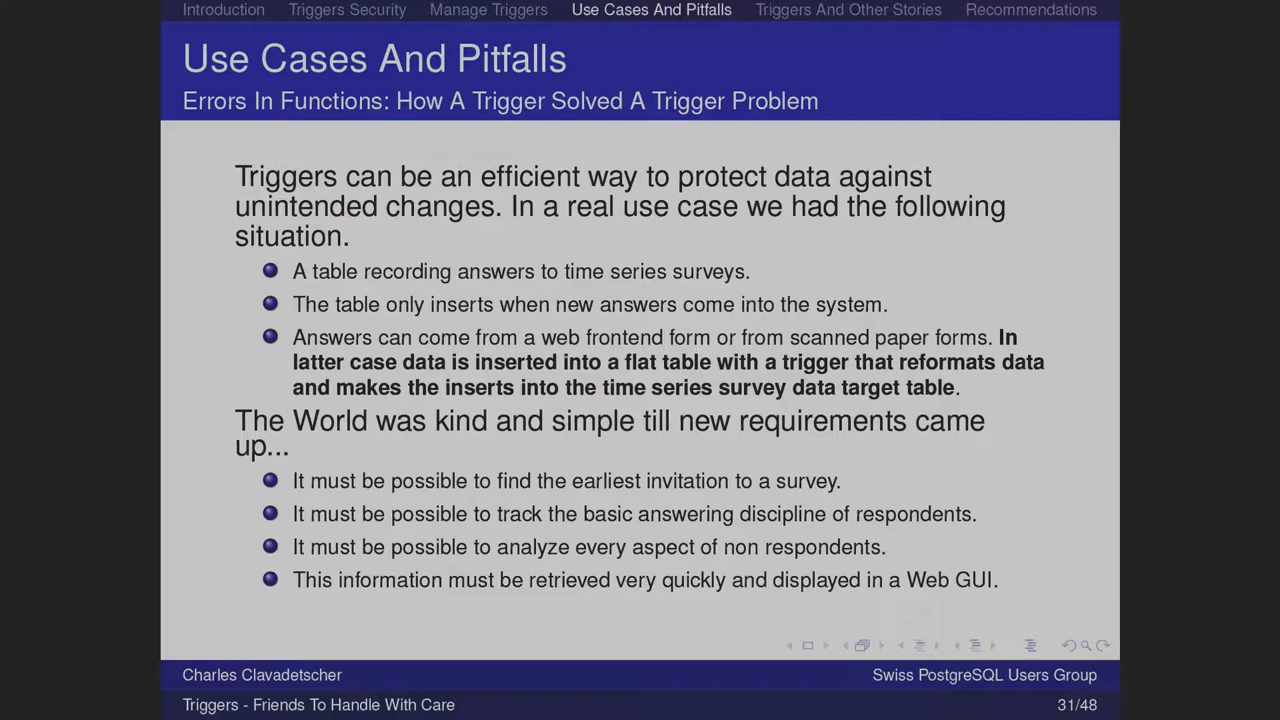 Introduction Triggers Security Manage Triggers Use Cases And Pitfalls Triggers And Other Stories Recommendations
Use Cases And Pitfalls
Errors In Functions: How A Trigger Solved A Trigger Problem
Triggers can be an efficient way to protect data against
unintended changes. In a real use case we had the following
situation.
A table recording answers to time series surveys.
The table only inserts when new answers come into the system.
Answers can come from a web frontend form or from scanned paper forms. In
latter case data is inserted into a flat table with a trigger that reformats data
and makes the inserts into the time series survey data target table.
The World was kind and simple till new requirements came
up...
It must be possible to find the earliest invitation to a survey.
It must be possible to track the basic answering discipline of respondents.
It must be possible to analyze every aspect of non respondents.
This information must be retrieved very quickly and displayed in a Web GUI.
Charles Clavadetscher Swiss PostgreSQL Users Group
Triggers - Friends To Handle With Care 31/48